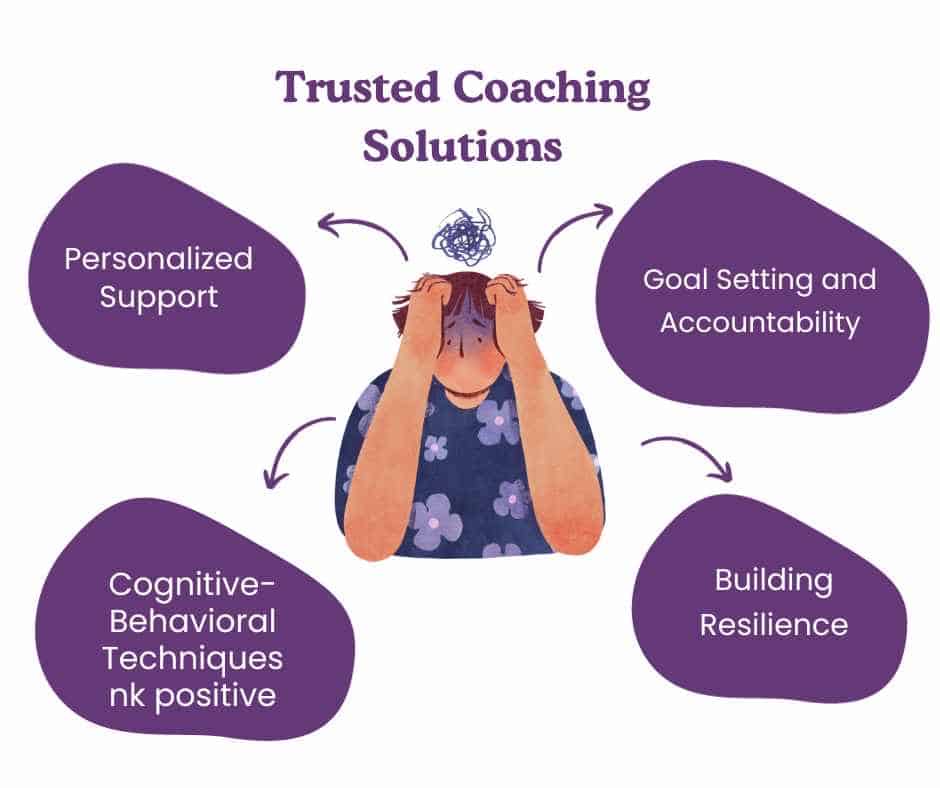 Trusted Coaching
Solutions
Personalized
Support
Goal Setting and
Accountability
Cognitive-
Behavioral
Techniques
nk positive
Building
Resilience